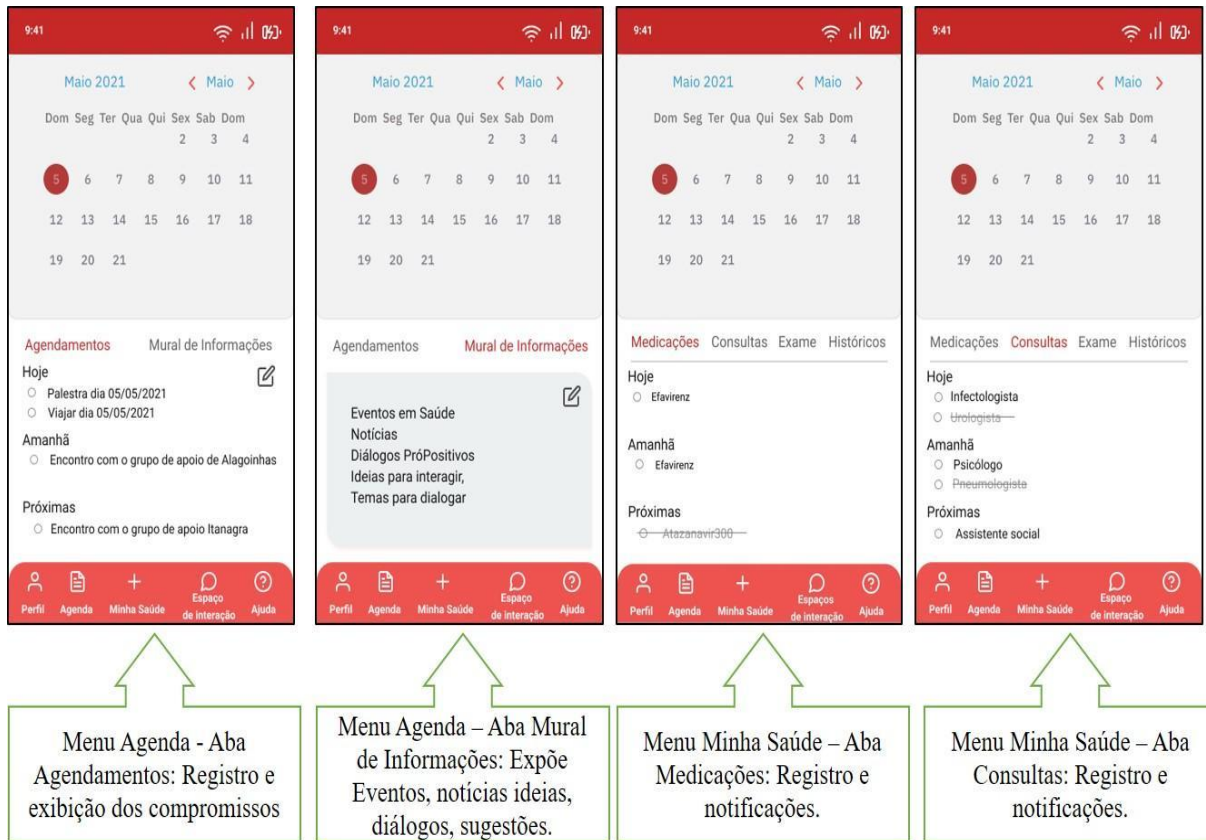 9:41
Maio 2021 < Maio >
Dom Seg Ter Qua Qui Sex Sab Dom
2 3 4
5 6 7 8 9 10 11
12 13 14 15 16 17 18
19 20 21
Agendamentos Mural de Informações
Hoje
Palestra dia 05/05/2021
Viajar dia 05/05/2021
Amanhã
Encontro com o grupo de apoio de Alagoinhas
Próximas
Encontro com o grupo de apoio Itanagra
Perfil Agenda Minha Saúde Espaço de interação Ajuda
Menu Agenda - Aba
Agendamentos: Registro e
exibição dos compromissos
9:41
Maio 2021 < Maio >
Dom Seg Ter Qua Qui Sex Sab Dom
2 3 4
5 6 7 8 9 10 11
12 13 14 15 16 17 18
19 20 21
Agendamentos Mural de Informações
Eventos em Saúde
Notícias
Diálogos PróPositivos
Ideias para interagir,
Temas para dialogar
Perfil Agenda Minha Saúde Espaço de interação Ajuda
Menu Agenda – Aba Mural
de Informações: Expõe
Eventos, notícias ideias,
diálogos, sugestões.
9:41
Maio 2021 < Maio >
Dom Seg Ter Qua Qui Sex Sab Dom
2 3 4
5 6 7 8 9 10 11
12 13 14 15 16 17 18
19 20 21
Medicações Consultas Exame Históricos
Hoje
Efavirenz
Amanhã
Efavirenz
Próximas
Atazanavir300
Perfil Agenda Minha Saúde Espaços de interação Ajuda
Menu Minha Saúde – Aba
Medicações: Registro e
notificações.
9:41
Maio 2021 < Maio >
Dom Seg Ter Qua Qui Sex Sab Dom
2 3 4
5 6 7 8 9 10 11
12 13 14 15 16 17 18
19 20 21
Medicações Consultas Exame Históricos
Hoje
Infectologista
Urologista
Amanhã
Psicólogo
Pneumologista
Próximas
Assistente social
Perfil Agenda Minha Saúde Espaço de interação Ajuda
Menu Minha Saúde – Aba
Consultas: Registro e
notificações.